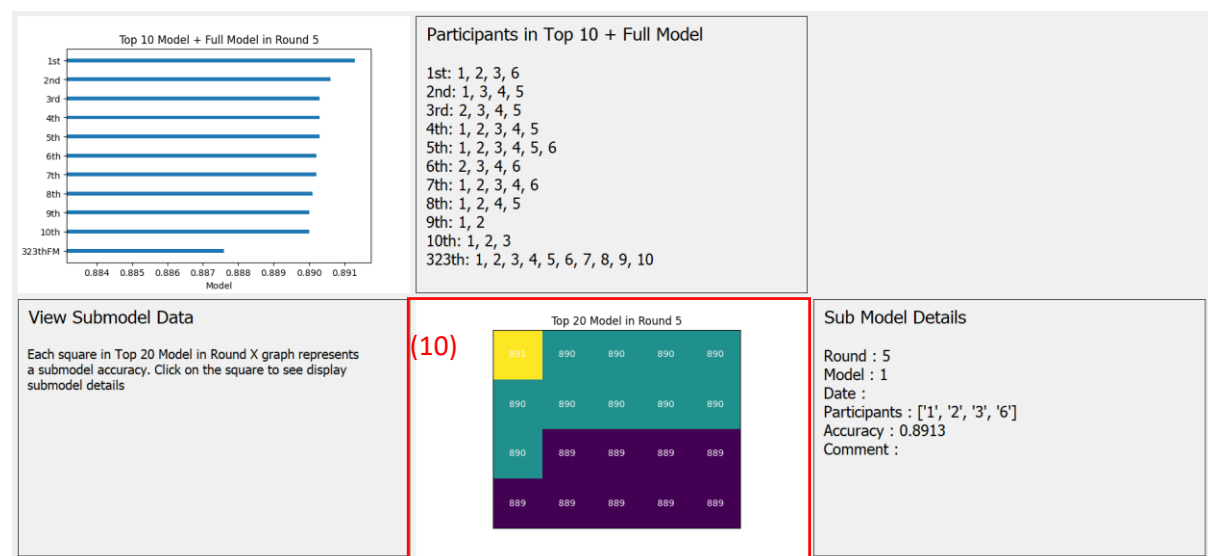 Top 10 Model + Full Model in Round 5
1st
2nd
3rd
4th
5th
6th
7th
8th
9th
10th
323thFM
0.884 0.885 0.886 0.887 0.888 0.889 0.890 0.891
Model
Participants in Top 10 + Full Model
1st: 1, 2, 3, 6
2nd: 1, 3, 4, 5
3rd: 2, 3, 4, 5
4th: 1, 2, 3, 4, 5
5th: 1, 2, 3, 4, 5, 6
6th: 2, 3, 4, 6
7th: 1, 2, 3, 4, 6
8th: 1, 2, 4, 5
9th: 1, 2
10th: 1, 2, 3
323th: 1, 2, 3, 4, 5, 6, 7, 8, 9, 10
View Submodel Data
Each square in Top 20 Model in Round X graph represents
a submodel accuracy. Click on the square to see display
submodel details
(10)
Top 20 Model in Round 5
891 890 890 890 890
890 890 890 890 890
890 889 889 889 889
889 889 889 889 889
Sub Model Details
Round : 5
Model : 1
Date :
Participants : ['1', '2', '3', '6']
Accuracy : 0.8913
Comment :